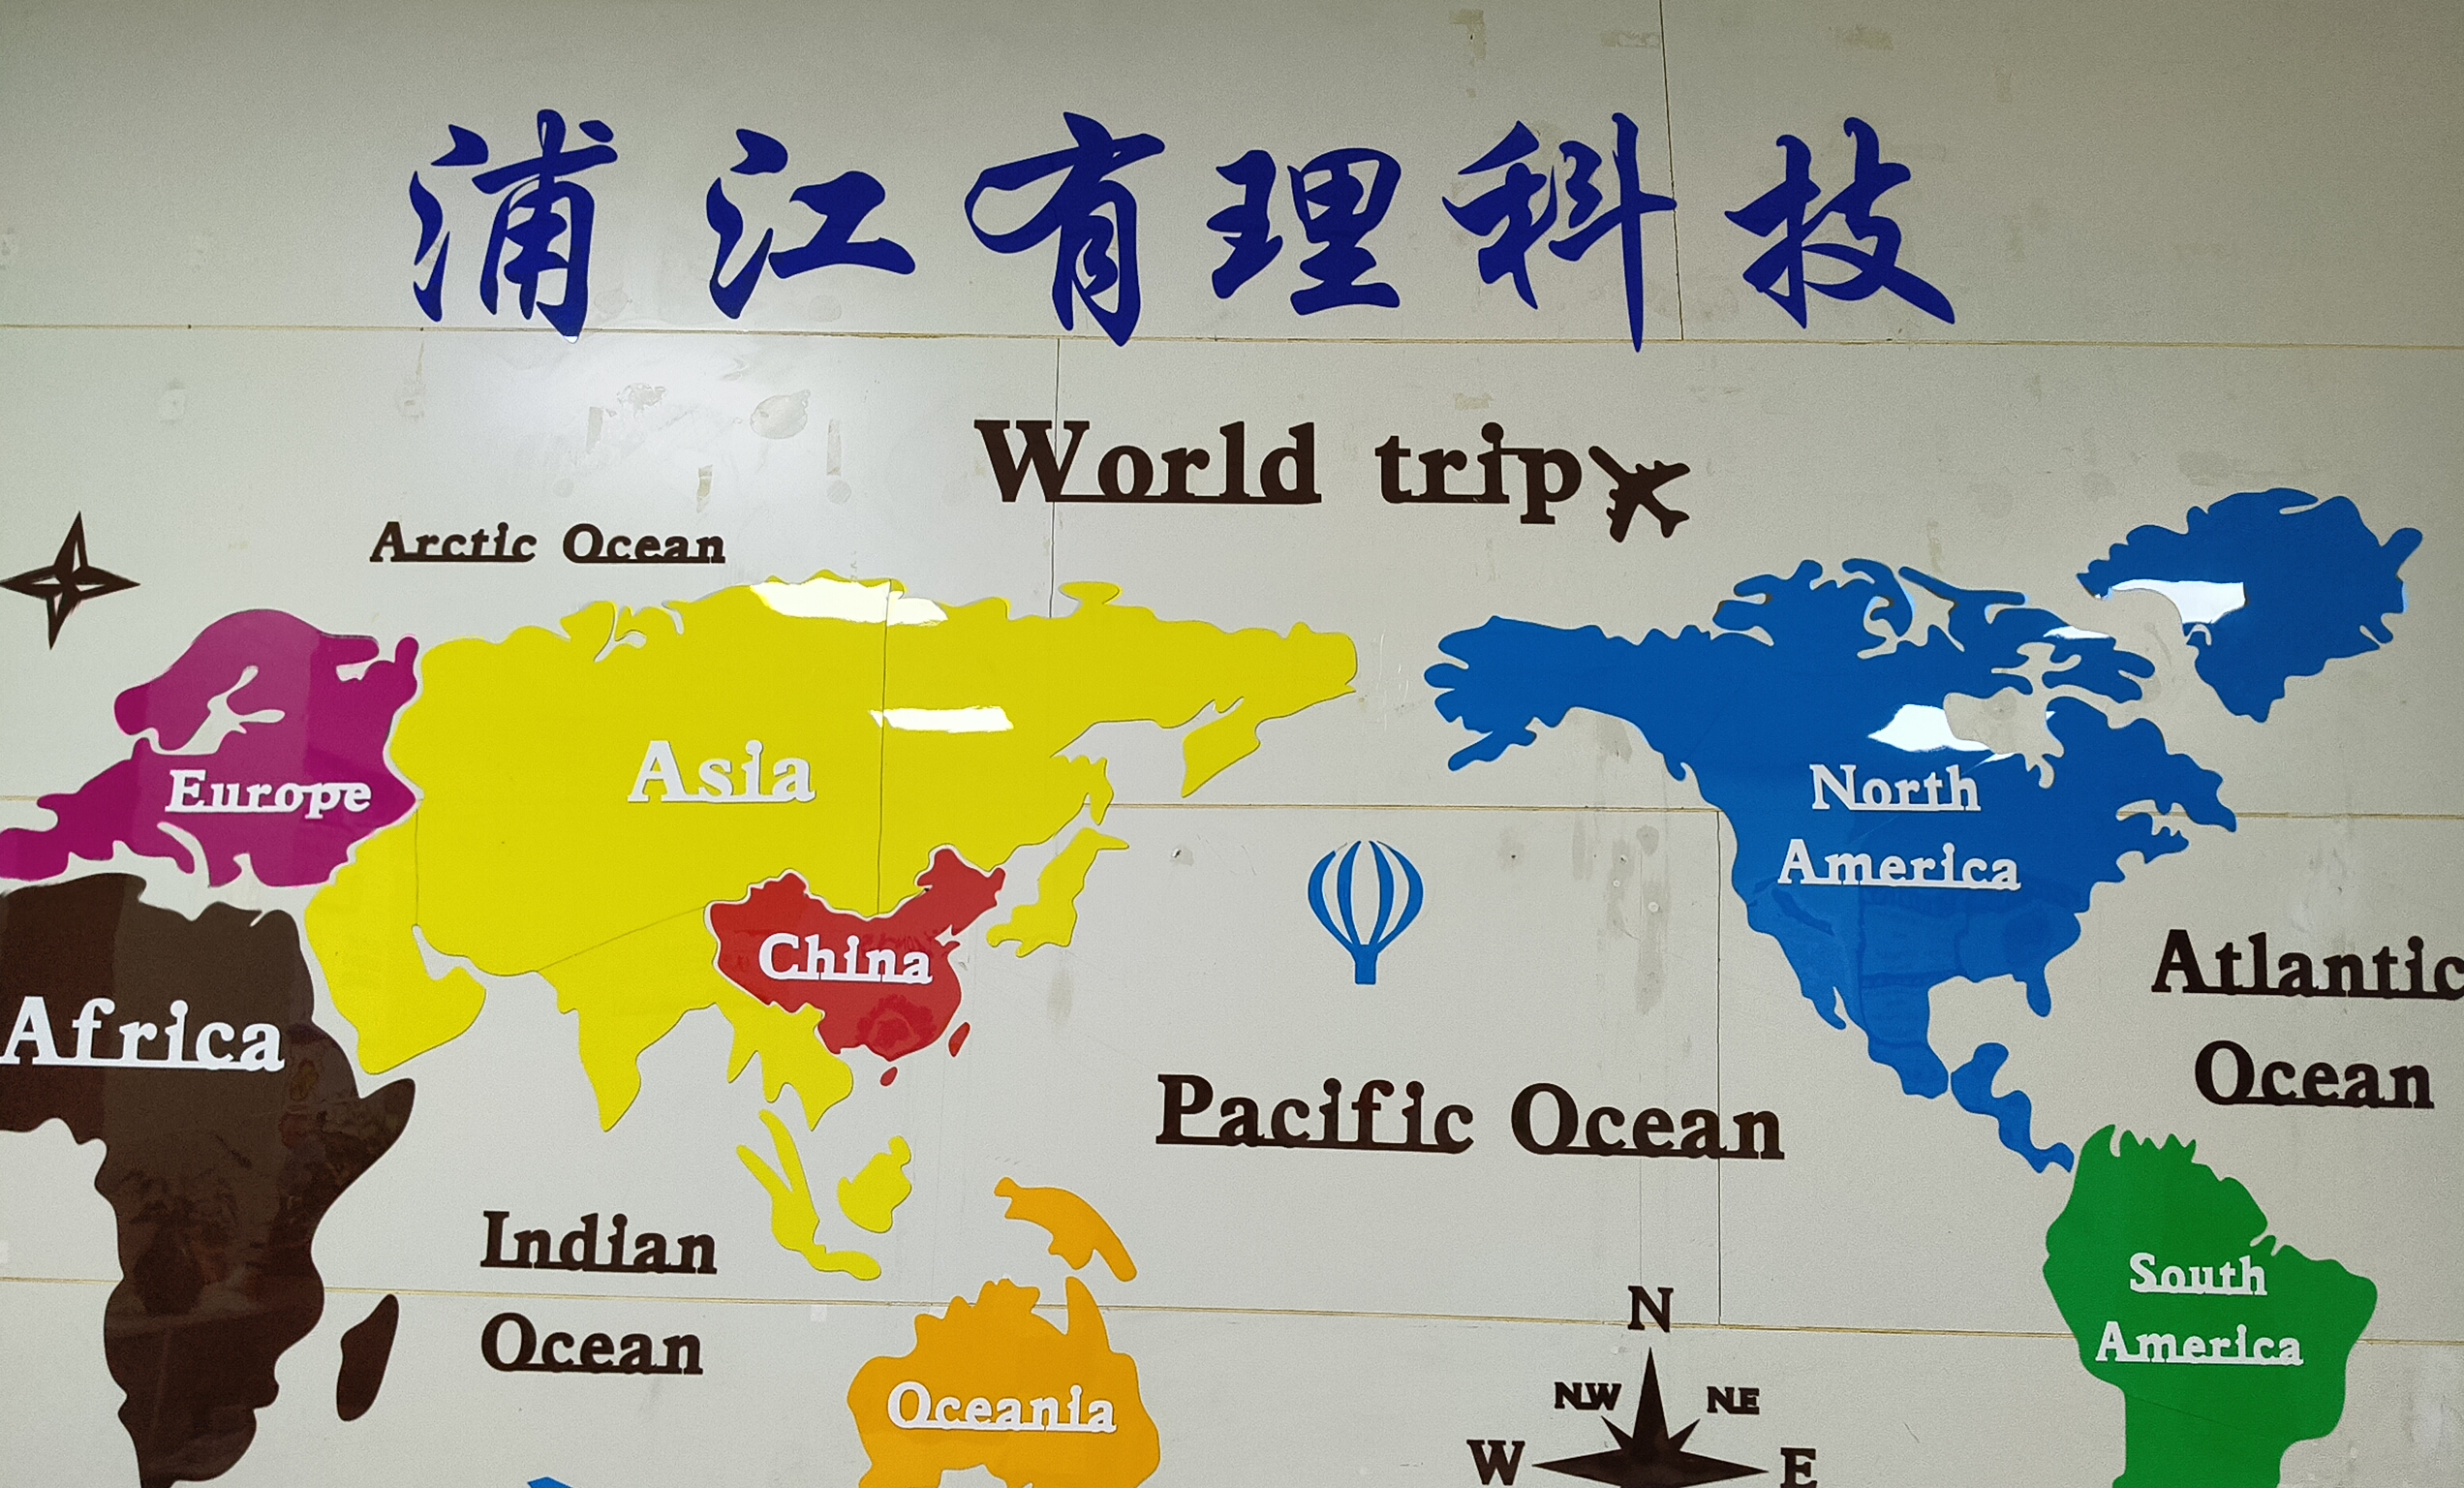 浦江有理科技
World trip
Arctic Ocean
Europe
Asia
North
America
China
Atlantic
Ocean
Africa
Pacific Ocean
Indian
Ocean
South
America
Oceania
N
NW NE
W E